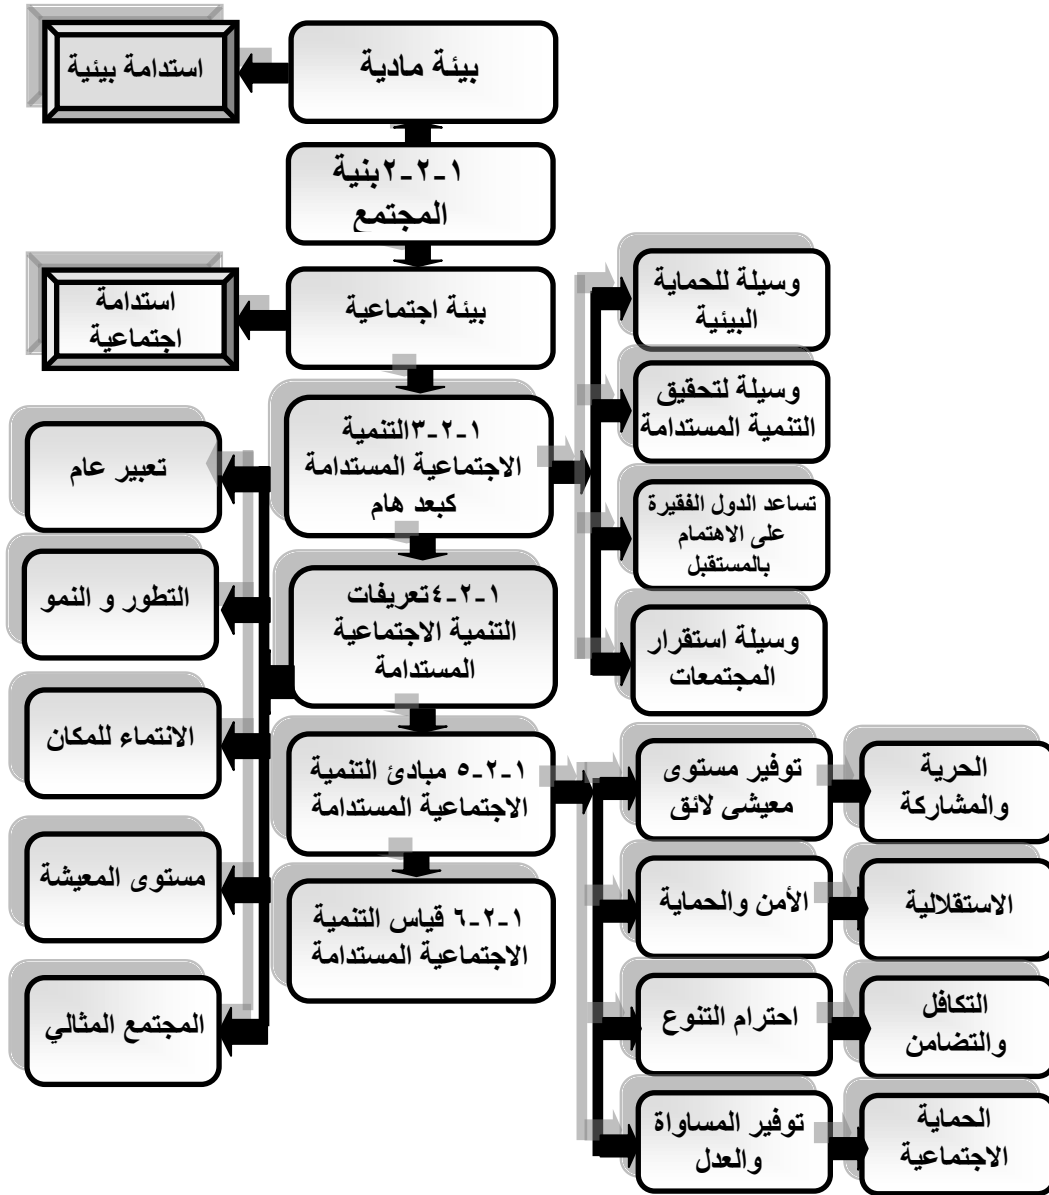 بيئة مادية
استدامة بيئية
١-٢-٢بنية
المجتمع
بيئة اجتماعية
استدامة
اجتماعية
١-٢-٣التنمية
الاجتماعية المستدامة
كبعد هام
وسيلة للحماية
البيئية
وسيلة لتحقيق
التنمية المستدامة
تساعد الدول الفقيرة
على الاهتمام
بالمستقبل
وسيلة استقرار
المجتمعات
١-٢-٤تعريفات
التنمية الاجتماعية
المستدامة
تعبير عام
التطور و النمو
الانتماء للمكان
مستوى المعيشة
المجتمع المثالي
١-٢-٥ مبادئ التنمية
الاجتماعية المستدامة
توفير مستوى
معيشى لائق
الحرية
والمشاركة
الأمن والحماية
الاستقلالية
احترام التنوع
التكافل
والتضامن
توفير المساواة
والعدل
الحماية
الاجتماعية
١-٢-٦ قياس التنمية
الاجتماعية المستدامة